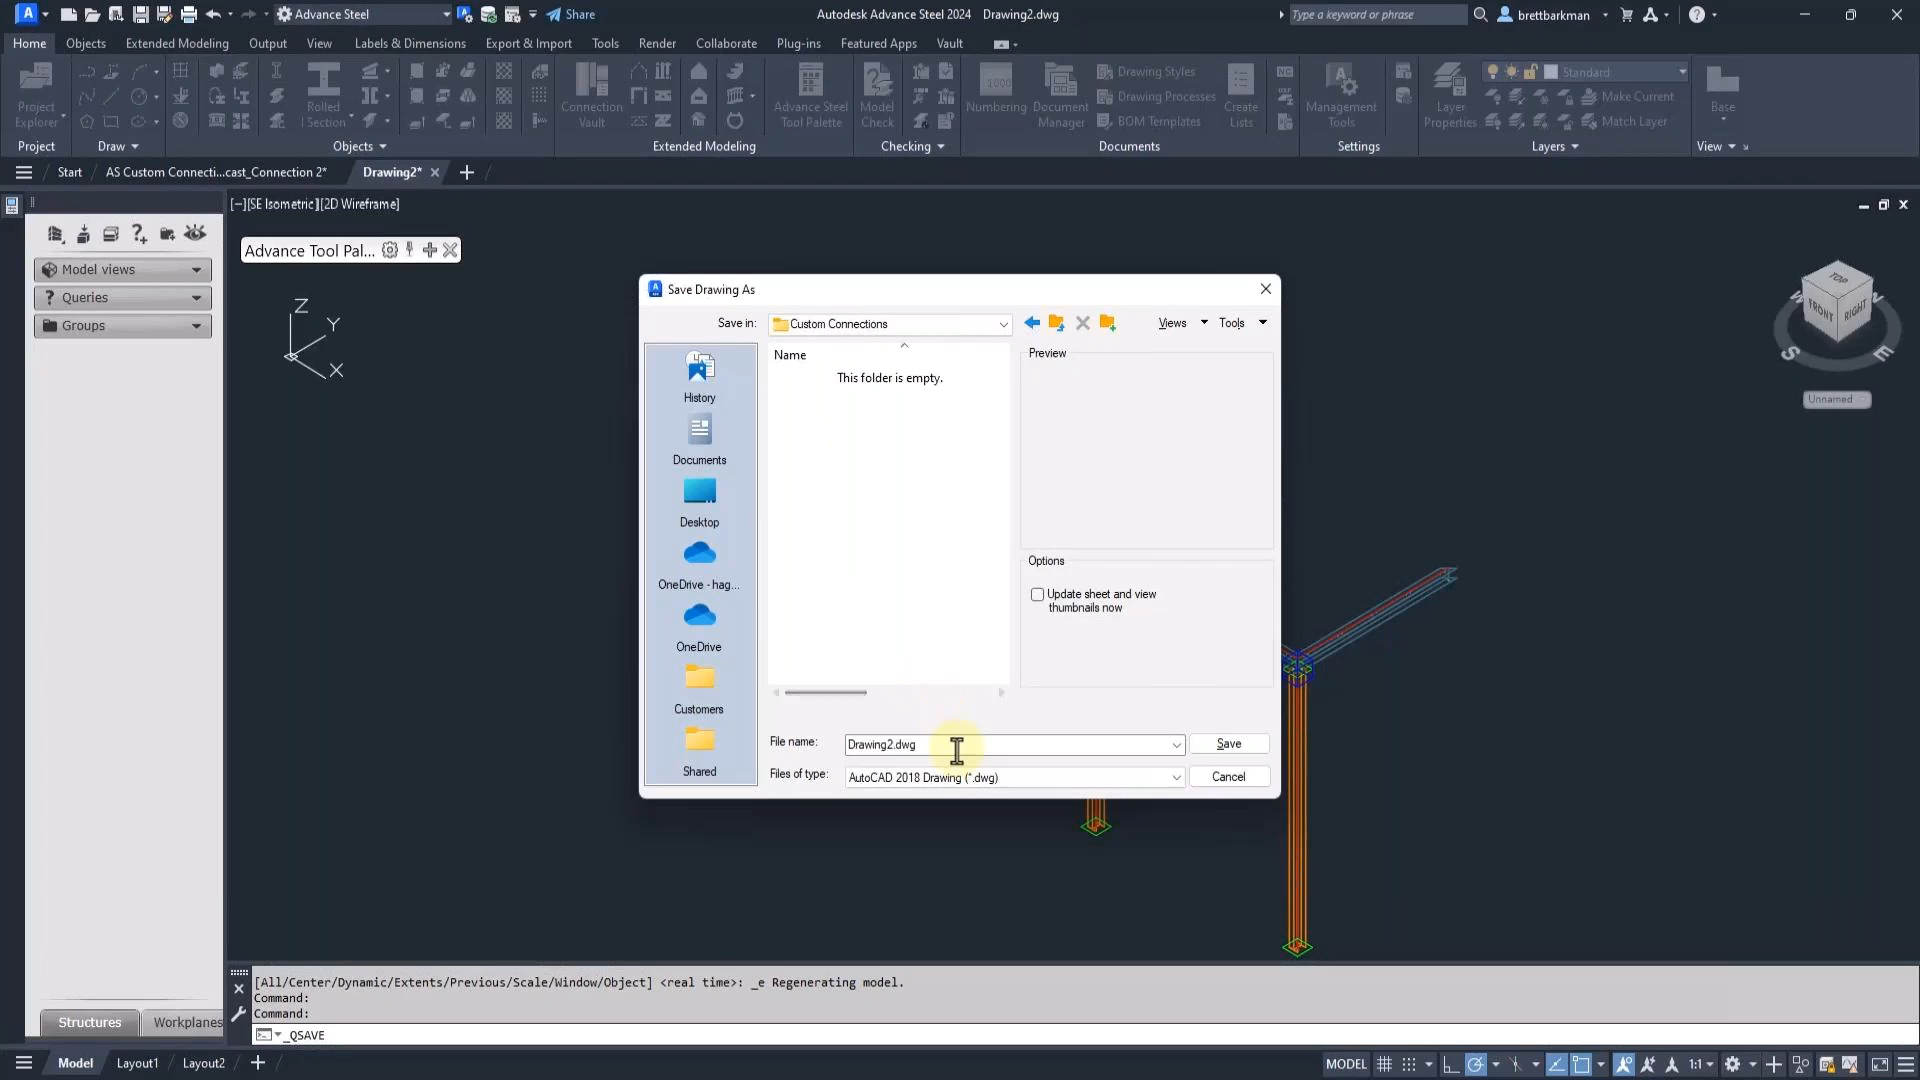 Advance Steel
Share
Autodesk Advance Steel 2024 Drawing2.dwg
Type a keyword or phrase
brettbarkman
Home Objects Extended Modeling Output View Labels & Dimensions Export & Import Tools Render Collaborate Plug-ins Featured Apps Vault
Project
Explorer
Rolled
I Section
Connection
Vault
Advance Steel
Tool Palette
Model
Check
1000
Numbering
Document
Manager
Drawing Styles
Drawing Processes
BOM Templates
Create
Lists
Management
Tools
Layer
Properties
Standard
Make Current
Match Layer
Base
Project Draw Objects Extended Modeling Checking Documents Settings Layers View
Start AS Custom Connecti...cast_Connection 2* Drawing2*
[−][SE Isometric][2D Wireframe]
Advance Tool Pal...
Model views
Queries
Groups
Z
Y
X
TOP
FRONT
RIGHT
W
N
S
E
Unnamed
Save Drawing As
Save in: Custom Connections
Views Tools
Name
This folder is empty.
Preview
History
Documents
Desktop
OneDrive - hag...
OneDrive
Customers
Shared
Options
Update sheet and view
thumbnails now
File name: Drawing2.dwg Save
Files of type: AutoCAD 2018 Drawing (*.dwg) Cancel
[All/Center/Dynamic/Extents/Previous/Scale/Window/Object] <real time>: _e Regenerating model.
Command:
Command:
_QSAVE
Structures Workplanes
Model Layout1 Layout2
MODEL
1:1